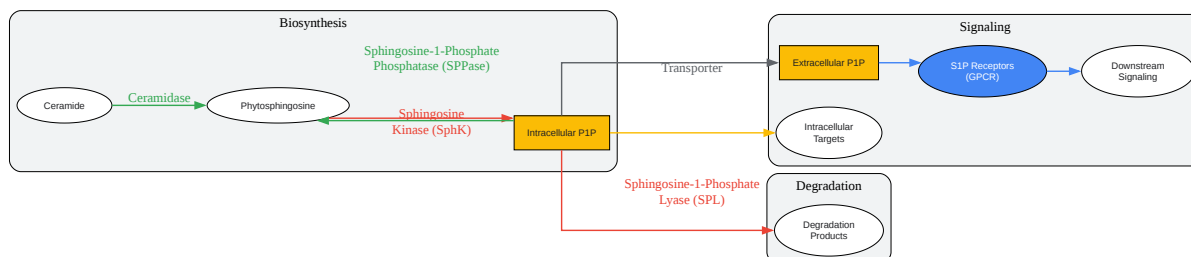 Biosynthesis
Sphingosine-1-Phosphate
Phosphatase (SPPase)
Ceramide
Ceramidase
Phytosphingosine
Sphingosine
Kinase (SphK)
Intracellular P1P
Transporter
Signaling
Extracellular P1P
S1P Receptors
(GPCR)
Downstream
Signaling
Intracellular
Targets
Sphingosine-1-Phosphate
Lyase (SPL)
Degradation
Degradation
Products